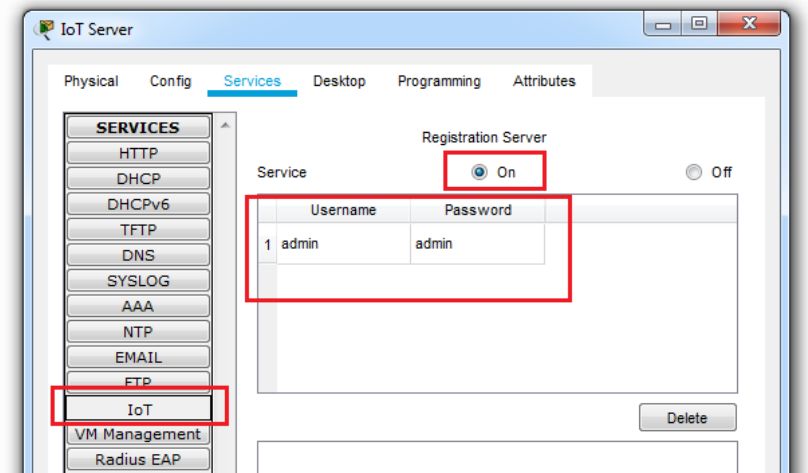 IoT Server
Physical Config Services Desktop Programming Attributes
SERVICES
HTTP
DHCP
DHCPv6
TFTP
DNS
SYSLOG
AAA
NTP
EMAIL
FTP
IoT
VM Management
Radius EAP
Registration Server
Service On Off
Username Password
1 admin admin
Delete